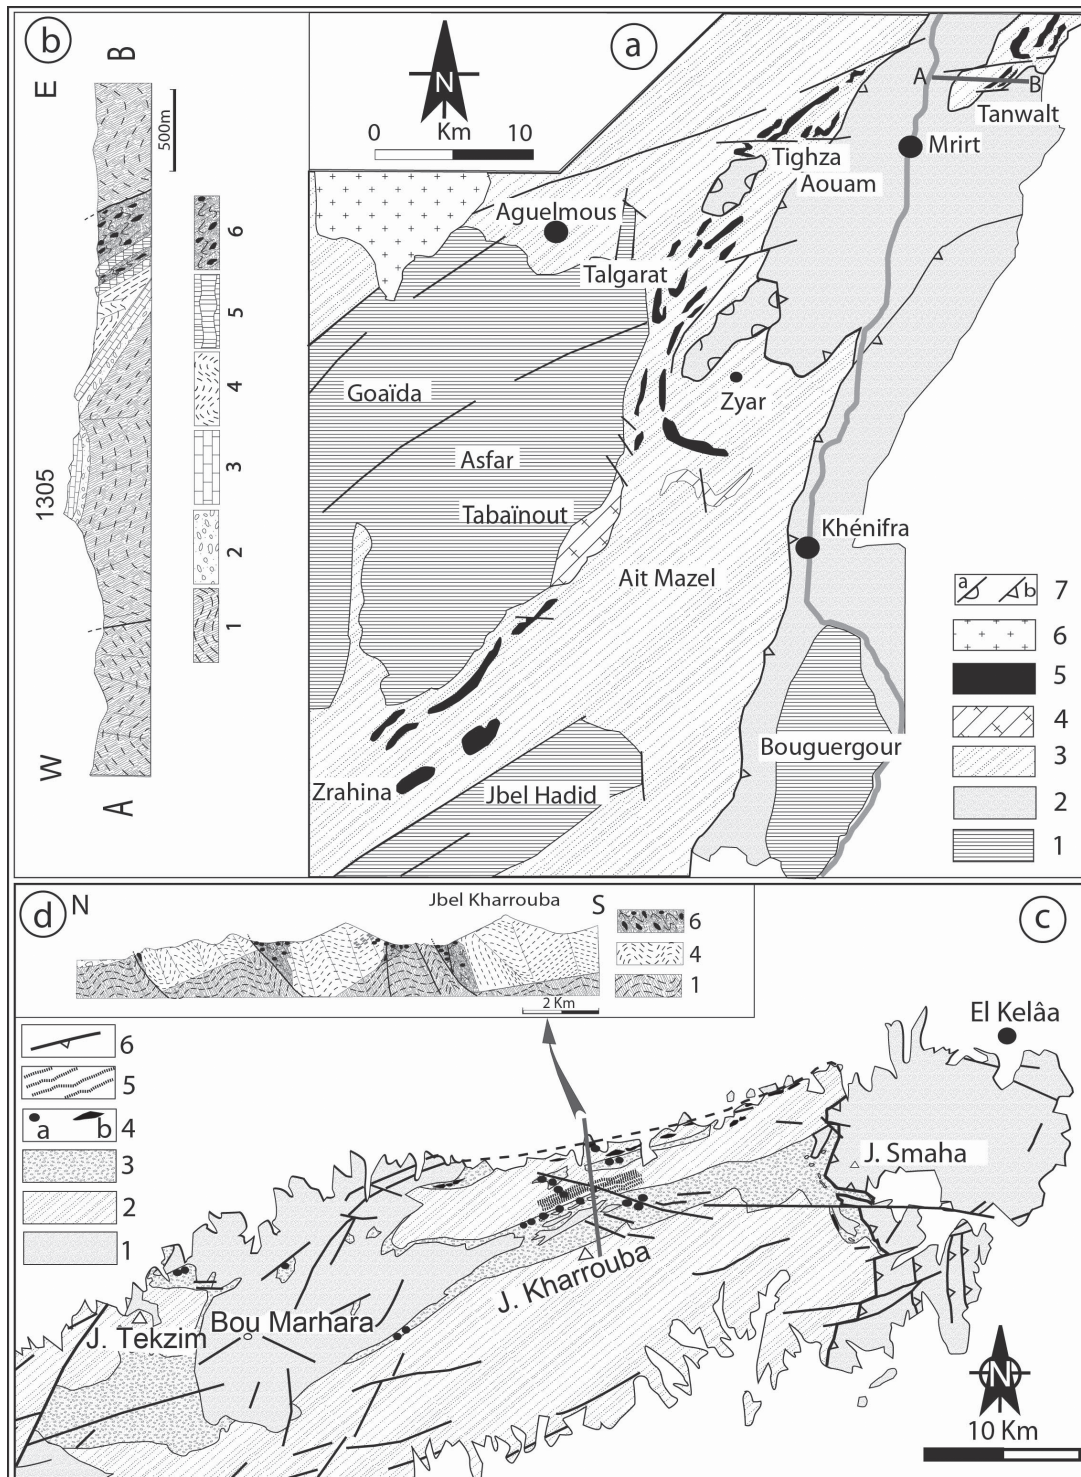 b
B
E
500m
1305
W
A
6
5
4
3
2
1
a
N
Km
0 10
A B
Tanwalt
Mrirt
Tighza
Aouam
Aguelmous
Talgarat
Goaïda
Zyar
Asfar
Tabaïnout
Khénifra
Ait Mazel
Bouguergour
Zrahina
Jbel Hadid
a b 7
6
5
4
3
2
1
d
N
Jbel Kharrouba
S
6
4
1
2 Km
c
El Kelâa
6
5
a b 4
3
2
1
J. Smaha
J. Kharrouba
Bou Marhara
J. Tekzim
N
10 Km